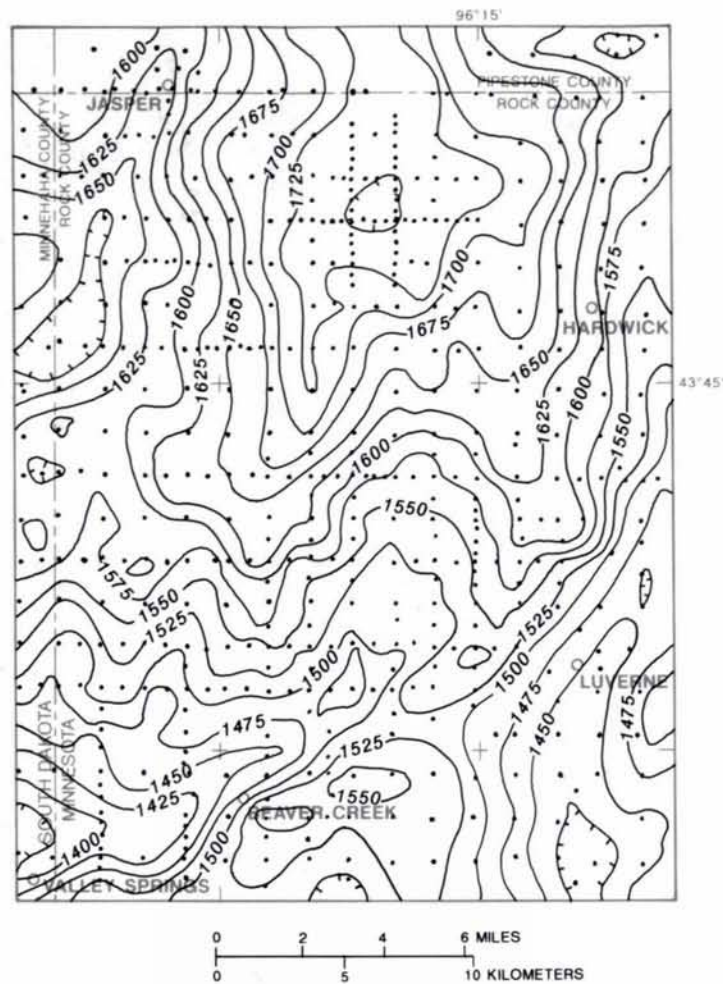 96°15'
1600
JASPER
PIPESTONE COUNTY
ROCK COUNTY
MINNEHAHA COUNTY
ROCK COUNTY
1625
1650
1675
1700
1725
1600
1650
1625
1625
1700
1675
1650
1625
1600
1575
1550
HARDWICK
43°45'
1600
1550
1575
1550
1525
1500
1525
1500
1475
1450
LUVERNE
1475
SOUTH DAKOTA
MINNESOTA
1475
1450
1425
1400
1525
1550
BEAVER CREEK
1500
VALLEY SPRINGS
0 2 4 6 MILES
0 5 10 KILOMETERS